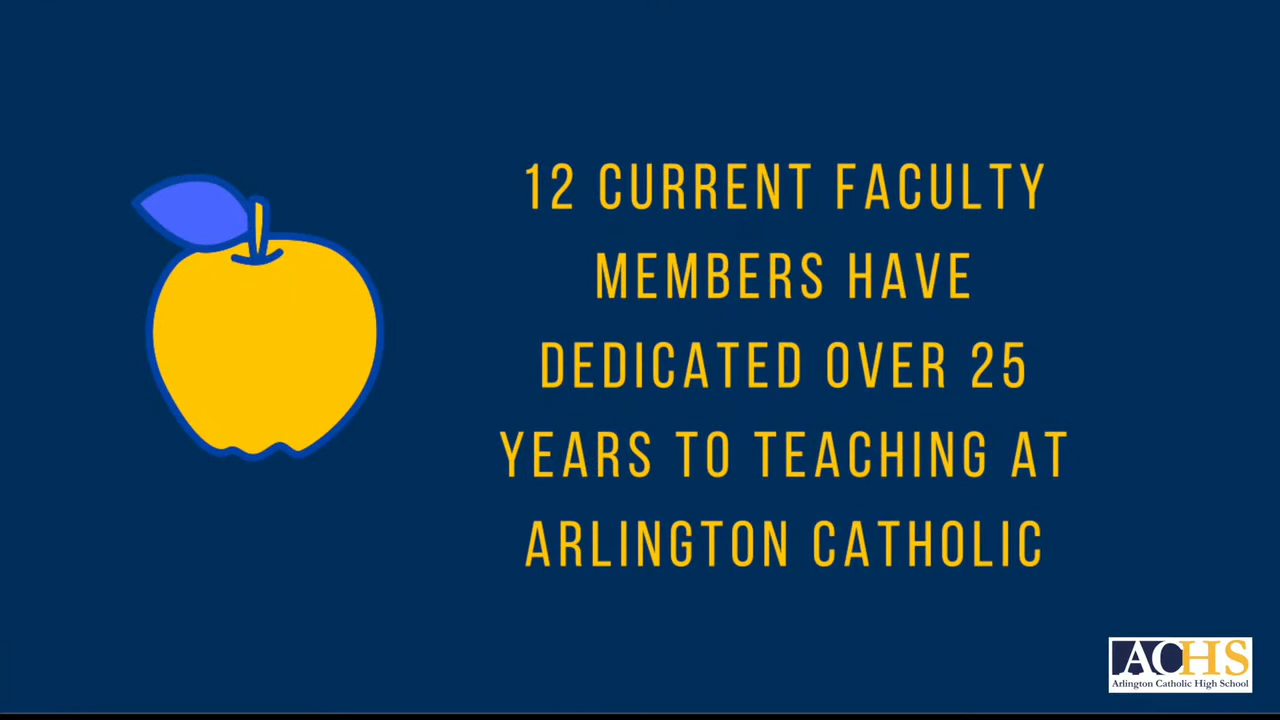 12 CURRENT FACULTY
MEMBERS HAVE
DEDICATED OVER 25
YEARS TO TEACHING AT
ARLINGTON CATHOLIC
ACHS
Arlington Catholic High School